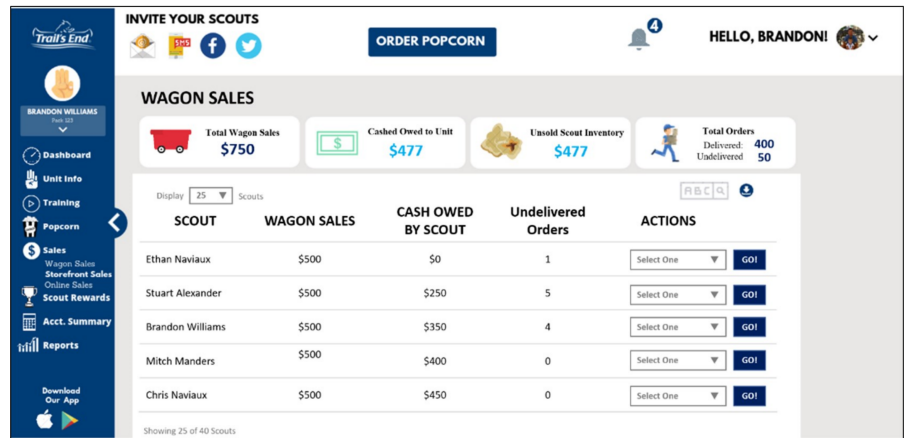 Trail's End
INVITE YOUR SCOUTS
SMS
ORDER POPCORN
4
HELLO, BRANDON!
BRANDON WILLIAMS
Pack 123
Dashboard
Unit Info
Training
Popcorn
Sales
Wagon Sales
Storefront Sales
Online Sales
Scout Rewards
Acct. Summary
Reports
Download
Our App
WAGON SALES
Total Wagon Sales
$750
Cashed Owed to Unit
$477
Unsold Scout Inventory
$477
Total Orders
Delivered: 400
Undelivered 50
Display 25 Scouts
ABC
SCOUT WAGON SALES CASH OWED BY SCOUT Undelivered Orders ACTIONS
Ethan Naviaux $500 $0 1 Select One GO!
Stuart Alexander $500 $250 5 Select One GO!
Brandon Williams $500 $350 4 Select One GO!
Mitch Manders $500 $400 0 Select One GO!
Chris Naviaux $500 $450 0 Select One GO!
Showing 25 of 40 Scouts